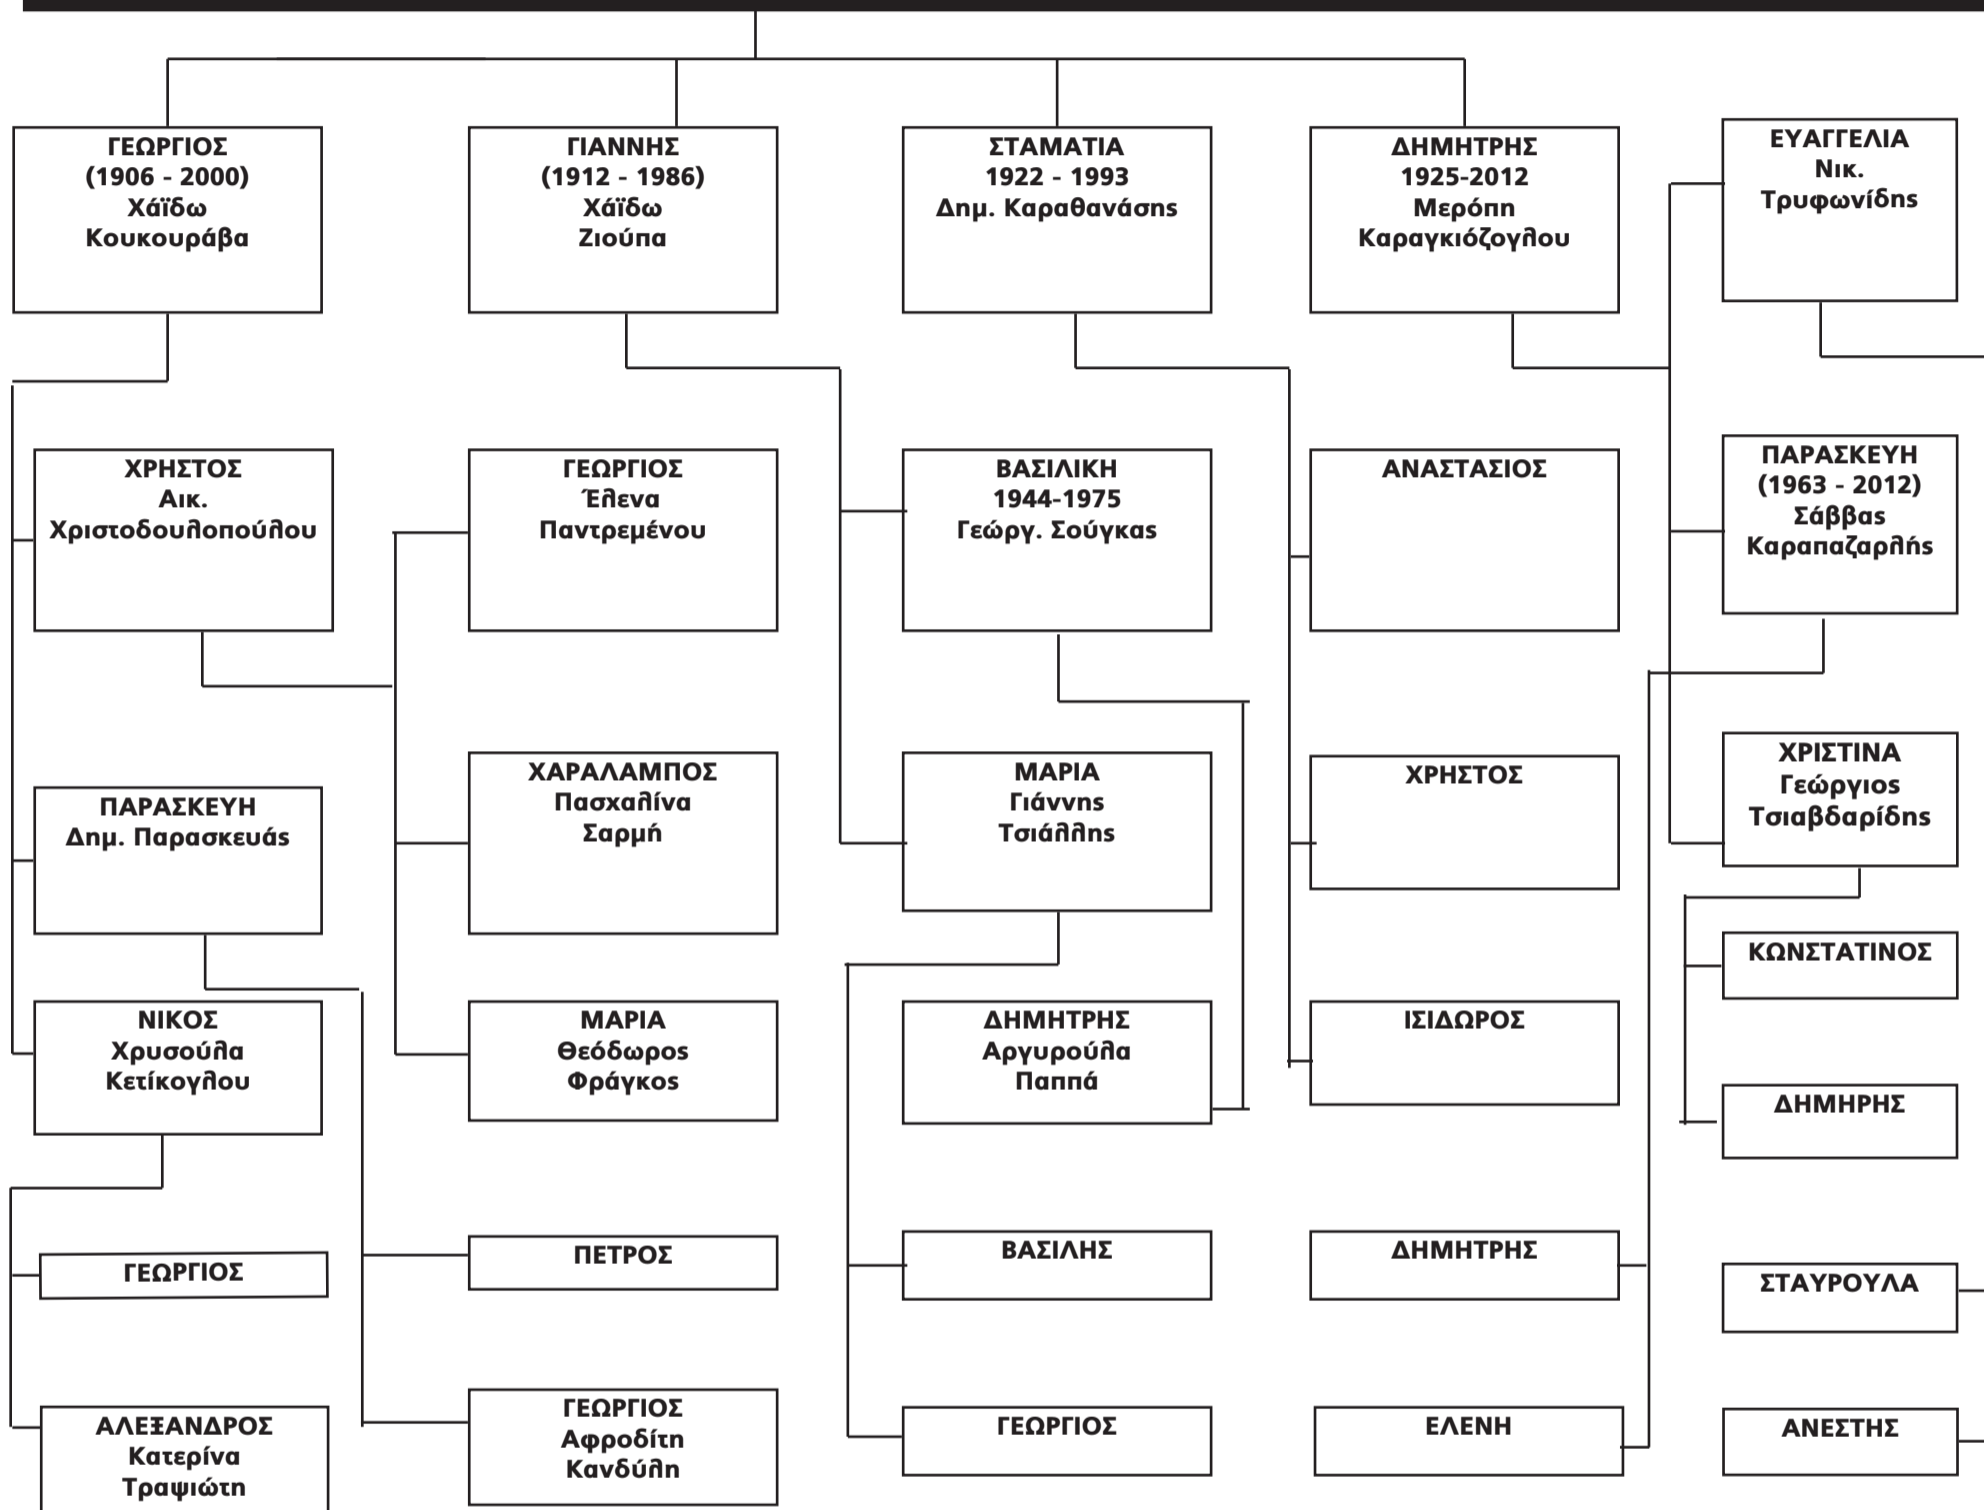 ΓΕΩΡΓΙΟΣ
(1906 - 2000)
Χάϊδω
Κουκουράβα
ΓΙΑΝΝΗΣ
(1912 - 1986)
Χάϊδω
Ζιούπα
ΣΤΑΜΑΤΙΑ
1922 - 1993
Δημ. Καραθανάσης
ΔΗΜΗΤΡΗΣ
1925-2012
Μερόπη
Καραγκιόζογλου
ΕΥΑΓΓΕΛΙΑ
Νικ.
Τρυφωνίδης
ΧΡΗΣΤΟΣ
Αικ.
Χριστοδουλοπούλου
ΓΕΩΡΓΙΟΣ
Έλενα
Παντρεμένου
ΒΑΣΙΛΙΚΗ
1944-1975
Γεώργ. Σούγκας
ΑΝΑΣΤΑΣΙΟΣ
ΠΑΡΑΣΚΕΥΗ
(1963 - 2012)
Σάββας
Καραπαζαρλής
ΠΑΡΑΣΚΕΥΗ
Δημ. Παρασκευάς
ΧΑΡΑΛΑΜΠΟΣ
Πασχαλίνα
Σαρμή
ΜΑΡΙΑ
Γιάννης
Τσιάλλης
ΧΡΗΣΤΟΣ
ΧΡΙΣΤΙΝΑ
Γεώργιος
Τσιαβδαρίδης
ΚΩΝΣΤΑΤΙΝΟΣ
ΝΙΚΟΣ
Χρυσούλα
Κετίκογλου
ΜΑΡΙΑ
Θεόδωρος
Φράγκος
ΔΗΜΗΤΡΗΣ
Αργυρούλα
Παππά
ΙΣΙΔΩΡΟΣ
ΔΗΜΗΡΗΣ
ΓΕΩΡΓΙΟΣ
ΠΕΤΡΟΣ
ΒΑΣΙΛΗΣ
ΔΗΜΗΤΡΗΣ
ΣΤΑΥΡΟΥΛΑ
ΑΛΕΞΑΝΔΡΟΣ
Κατερίνα
Τραψιώτη
ΓΕΩΡΓΙΟΣ
Αφροδίτη
Κανδύλη
ΓΕΩΡΓΙΟΣ
ΕΛΕΝΗ
ΑΝΕΣΤΗΣ